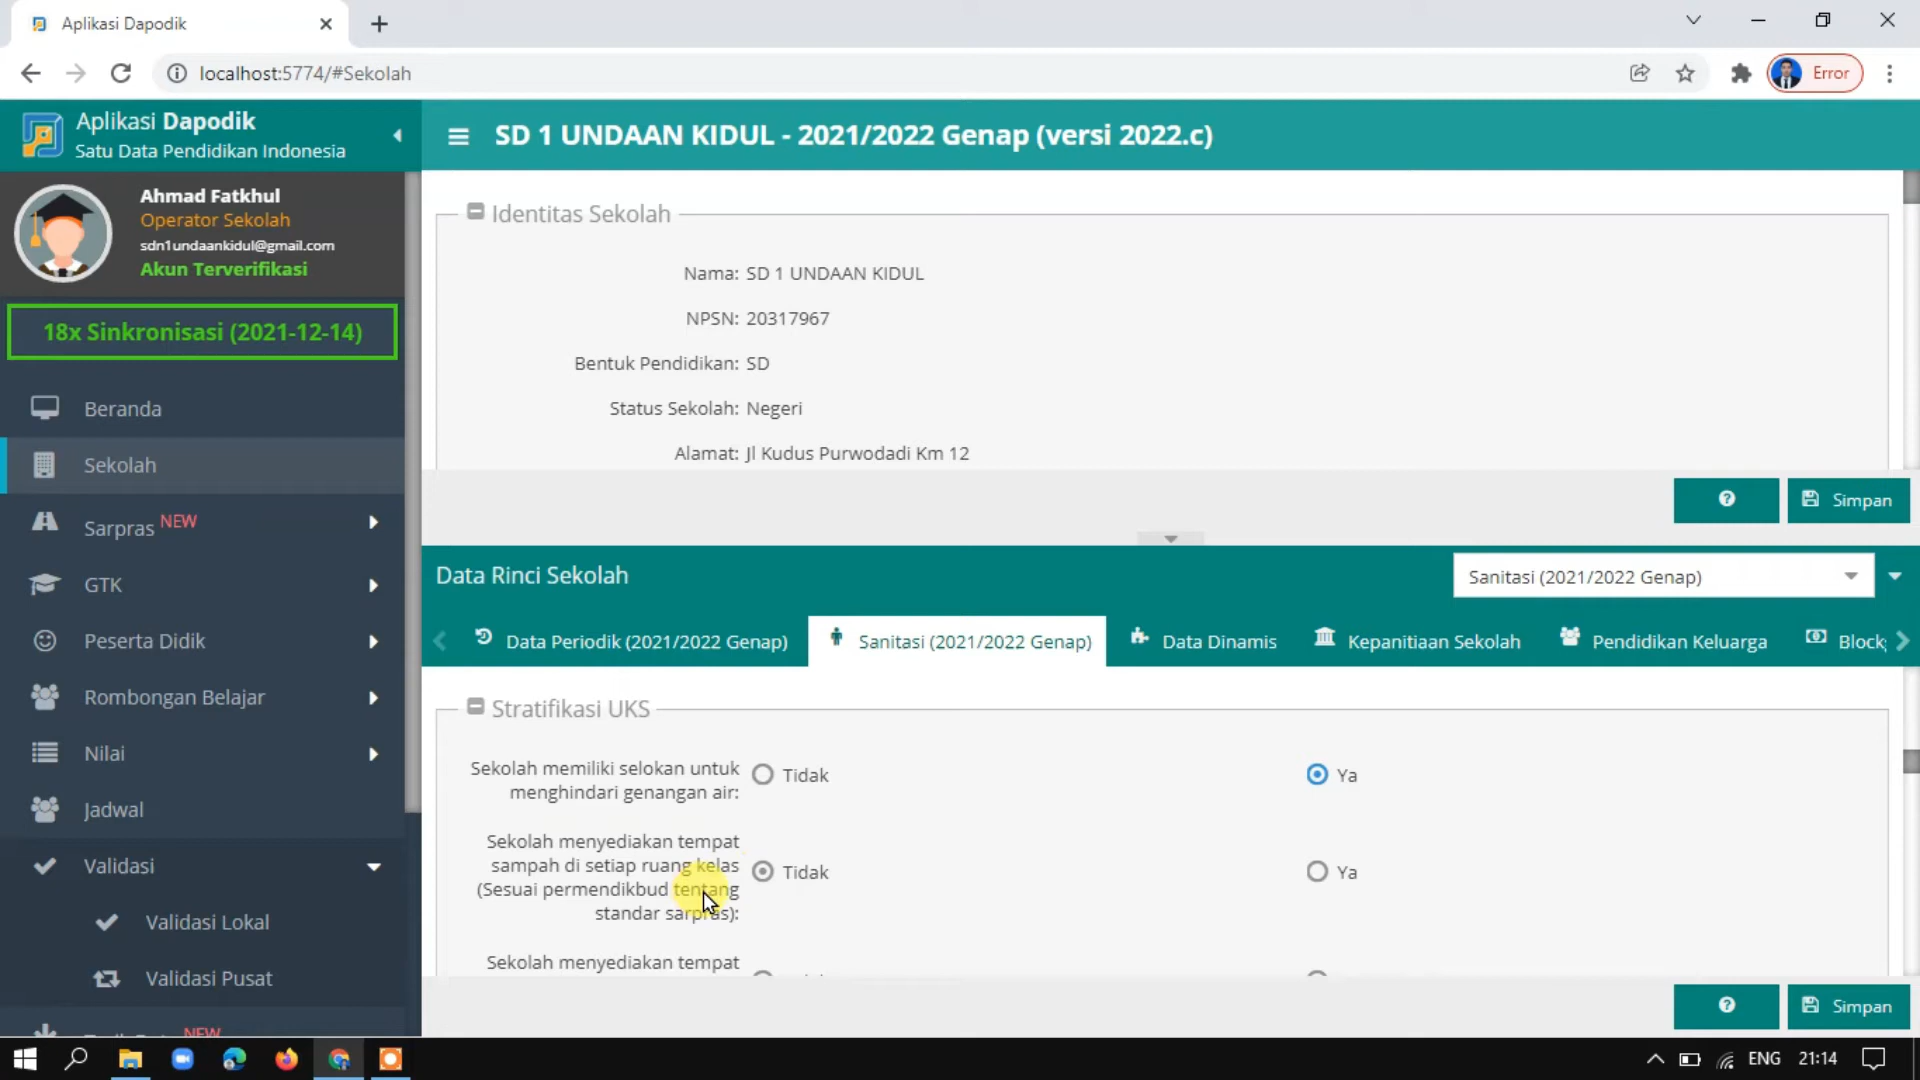 Aplikasi Dapodik
localhost:5774/#Sekolah
Error
Aplikasi Dapodik
Satu Data Pendidikan Indonesia
SD 1 UNDAAN KIDUL - 2021/2022 Genap (versi 2022.c)
Ahmad Fatkhul
Operator Sekolah
sdn1undaankidul@gmail.com
Akun Terverifikasi
18x Sinkronisasi (2021-12-14)
Beranda
Sekolah
Sarpras NEW
GTK
Peserta Didik
Rombongan Belajar
Nilai
Jadwal
Validasi
Validasi Lokal
Validasi Pusat
NEW
Identitas Sekolah
Nama: SD 1 UNDAAN KIDUL
NPSN: 20317967
Bentuk Pendidikan: SD
Status Sekolah: Negeri
Alamat: Jl Kudus Purwodadi Km 12
Simpan
Data Rinci Sekolah
Sanitasi (2021/2022 Genap)
Data Periodik (2021/2022 Genap)
Sanitasi (2021/2022 Genap)
Data Dinamis
Kepanitiaan Sekolah
Pendidikan Keluarga
Block
Stratifikasi UKS
Sekolah memiliki selokan untuk
menghindari genangan air:
Tidak
Ya
Sekolah menyediakan tempat
sampah di setiap ruang kelas
(Sesuai permendikbud tentang
standar sarpras):
Tidak
Ya
Sekolah menyediakan tempat
Simpan
ENG
21:14